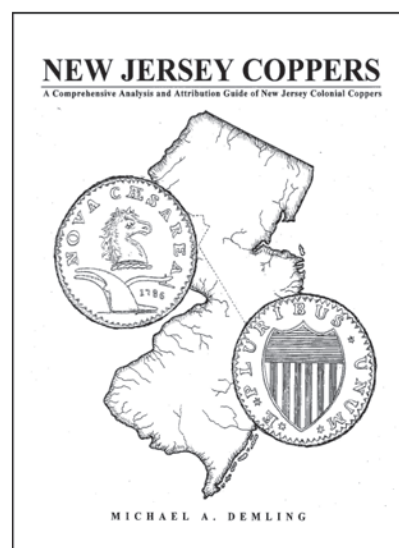 NEW JERSEY COPPERS
A Comprehensive Analysis and Attribution Guide of New Jersey Colonial Coppers
NOVA CÆSAREA
1786
* E * PLURIBUS * UNUM *
MICHAEL A. DEMLING